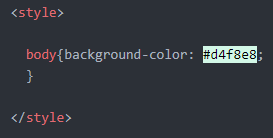 <style>
body{background-color: #d4f8e8;
}
</style>